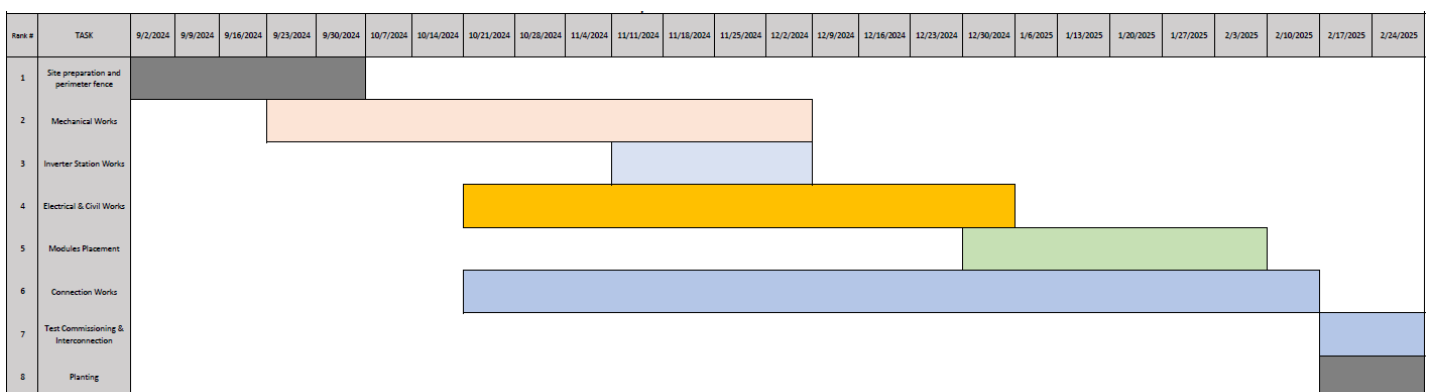 Rank # TASK 9/2/2024 9/9/2024 9/16/2024 9/23/2024 9/30/2024 10/7/2024 10/14/2024 10/21/2024 10/28/2024 11/4/2024 11/11/2024 11/18/2024 11/25/2024 12/2/2024 12/9/2024 12/16/2024 12/23/2024 12/30/2024 1/6/2025 1/13/2025 1/20/2025 1/27/2025 2/3/2025 2/10/2025 2/17/2025 2/24/2025
1 Site preparation and
perimeter fence
2 Mechanical Works
3 Inverter Station Works
4 Electrical & Civil Works
5 Modules Placement
6 Connection Works
7 Test Commissioning &
Interconnection
8 Planting